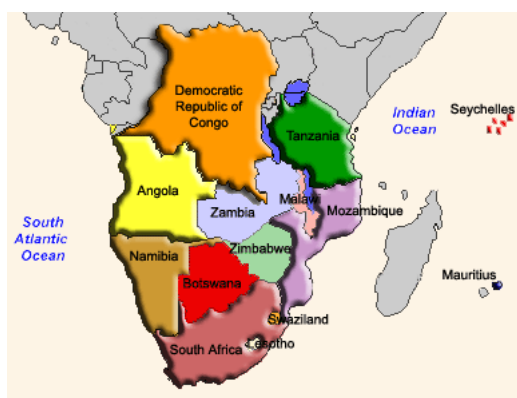 Democratic
Republic of
Congo
Indian
Ocean
Seychelles
Tanzania
Angola
Malawi
Zambia
Mozambique
South
Atlantic
Ocean
Namibia
Zimbabwe
Botswana
Mauritius
Swaziland
South Africa
Lesotho